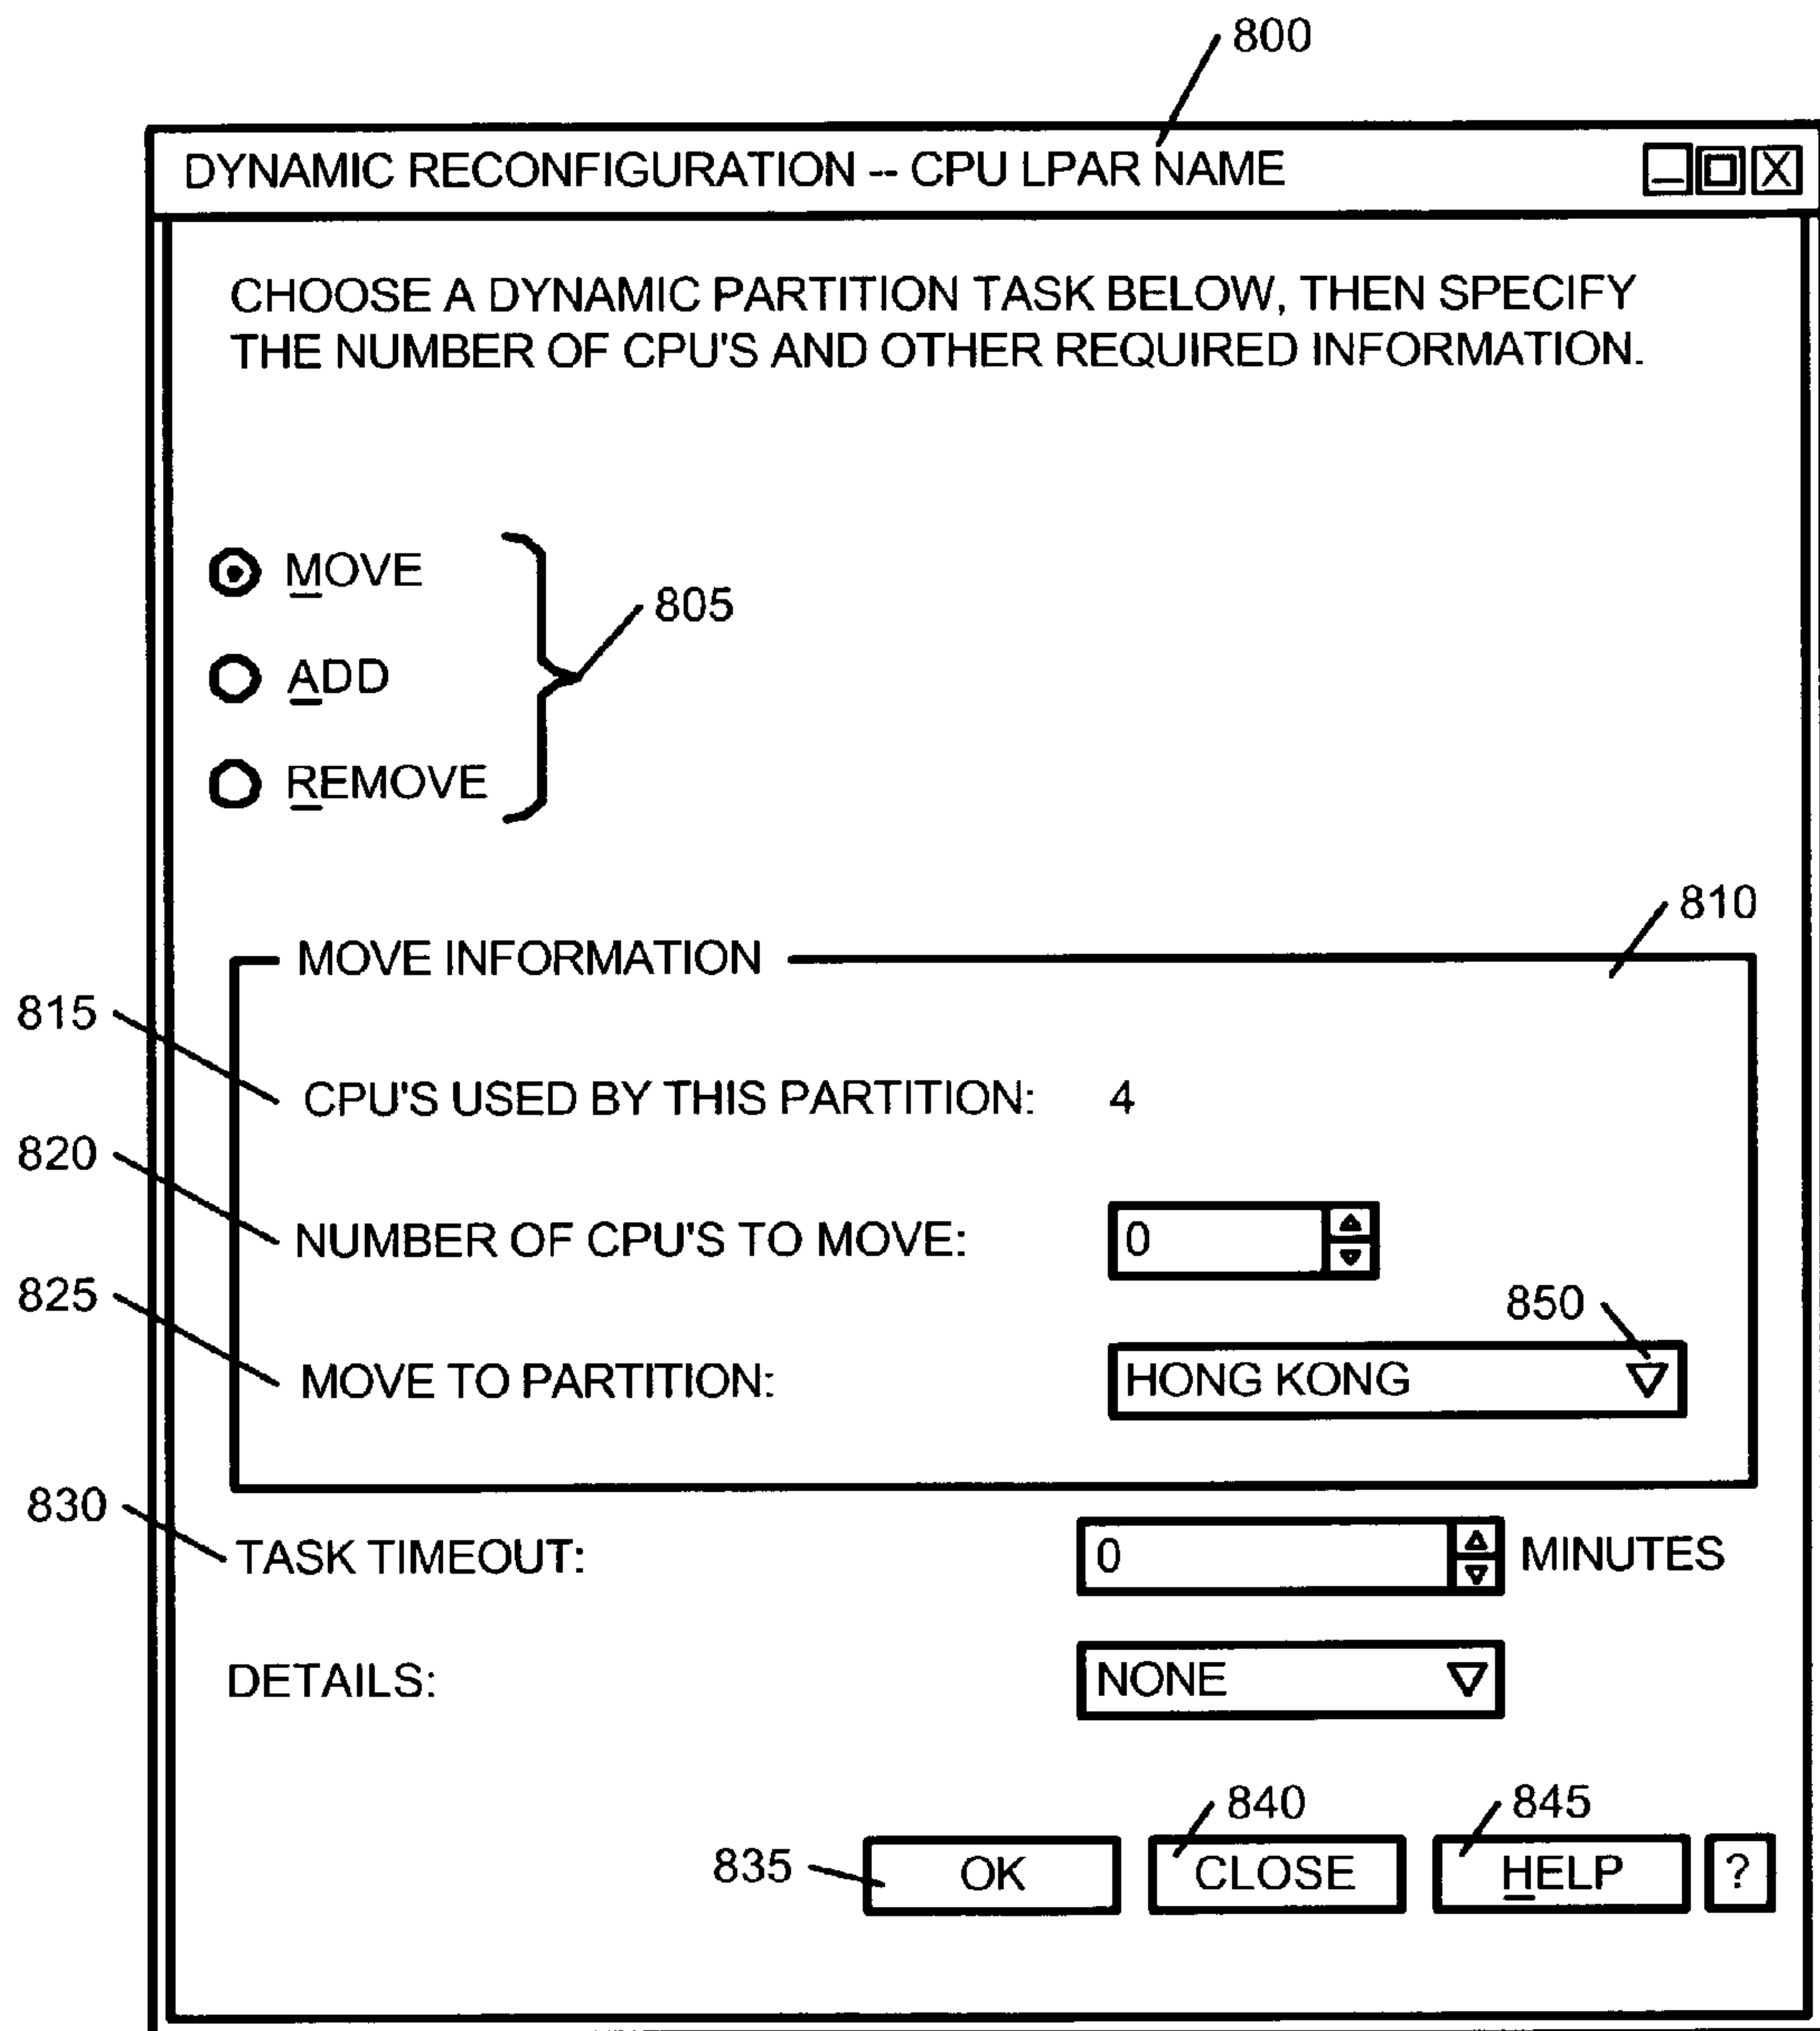 800
DYNAMIC RECONFIGURATION -- CPU LPAR NAME
CHOOSE A DYNAMIC PARTITION TASK BELOW, THEN SPECIFY
THE NUMBER OF CPU'S AND OTHER REQUIRED INFORMATION.
MOVE
805
ADD
REMOVE
810
MOVE INFORMATION
815
CPU'S USED BY THIS PARTITION: 4
820
NUMBER OF CPU'S TO MOVE: 0
825
850
MOVE TO PARTITION: HONG KONG
830
TASK TIMEOUT: 0 MINUTES
DETAILS: NONE
840
845
835
OK CLOSE HELP ?